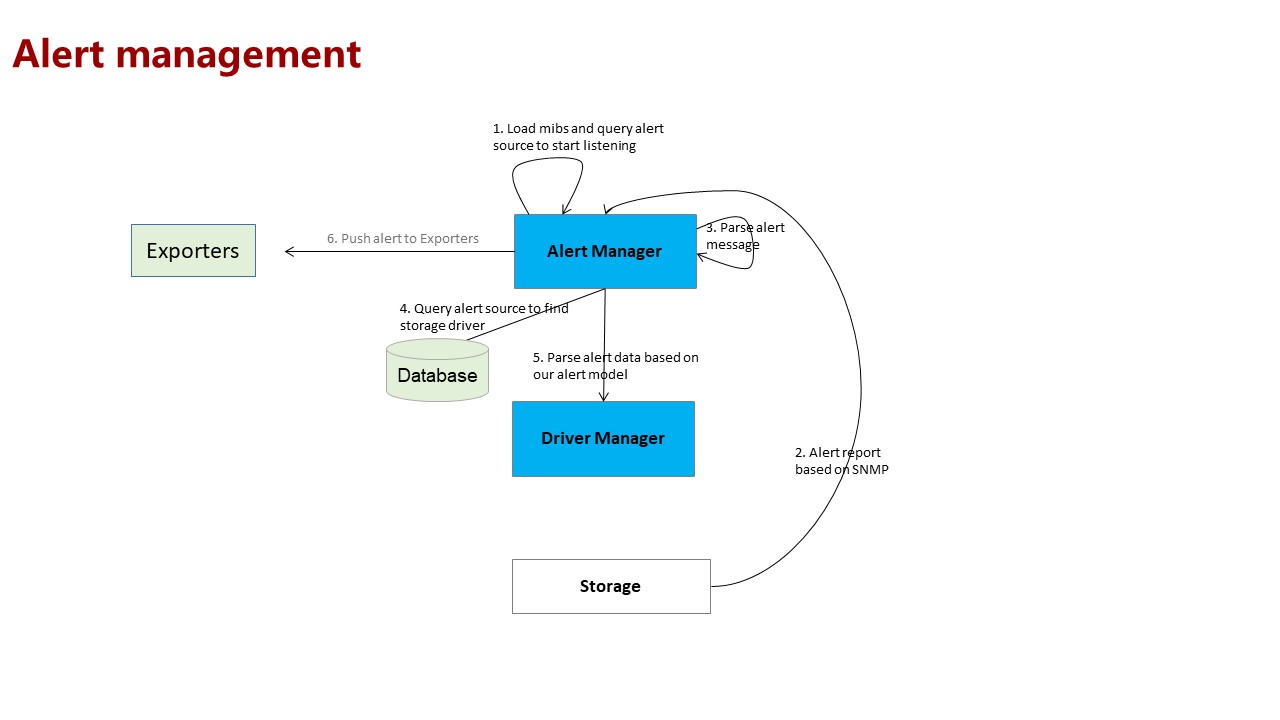 Alert management
1. Load mibs and query alert
source to start listening
3. Parse alert
message
6. Push alert to Exporters
Exporters
Alert Manager
4. Query alert source to find
storage driver
5. Parse alert data based on
our alert model
Database
Driver Manager
2. Alert report
based on SNMP
Storage